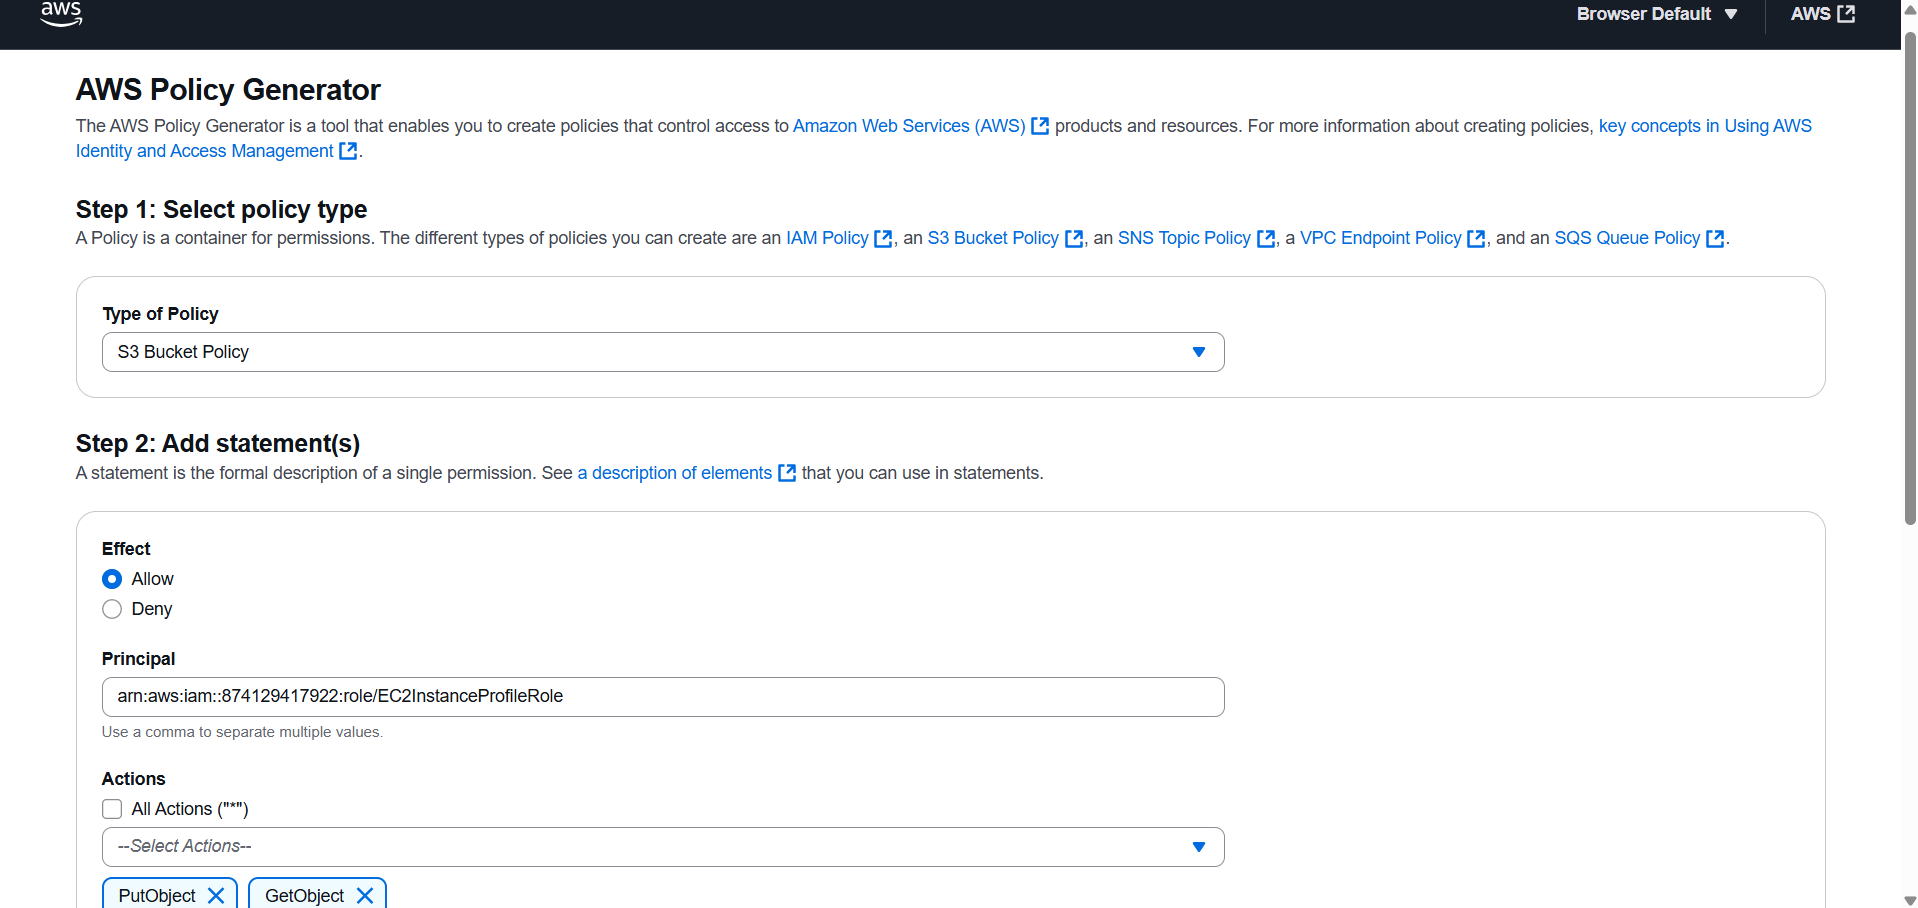 aws
Browser Default
AWS
AWS Policy Generator
The AWS Policy Generator is a tool that enables you to create policies that control access to Amazon Web Services (AWS) products and resources. For more information about creating policies, key concepts in Using AWS
Identity and Access Management .
Step 1: Select policy type
A Policy is a container for permissions. The different types of policies you can create are an IAM Policy , an S3 Bucket Policy , an SNS Topic Policy , a VPC Endpoint Policy , and an SQS Queue Policy .
Type of Policy
S3 Bucket Policy
Step 2: Add statement(s)
A statement is the formal description of a single permission. See a description of elements that you can use in statements.
Effect
Allow
Deny
Principal
arn:aws:iam::874129417922:role/EC2InstanceProfileRole
Use a comma to separate multiple values.
Actions
All Actions ("*")
--Select Actions--
PutObject GetObject